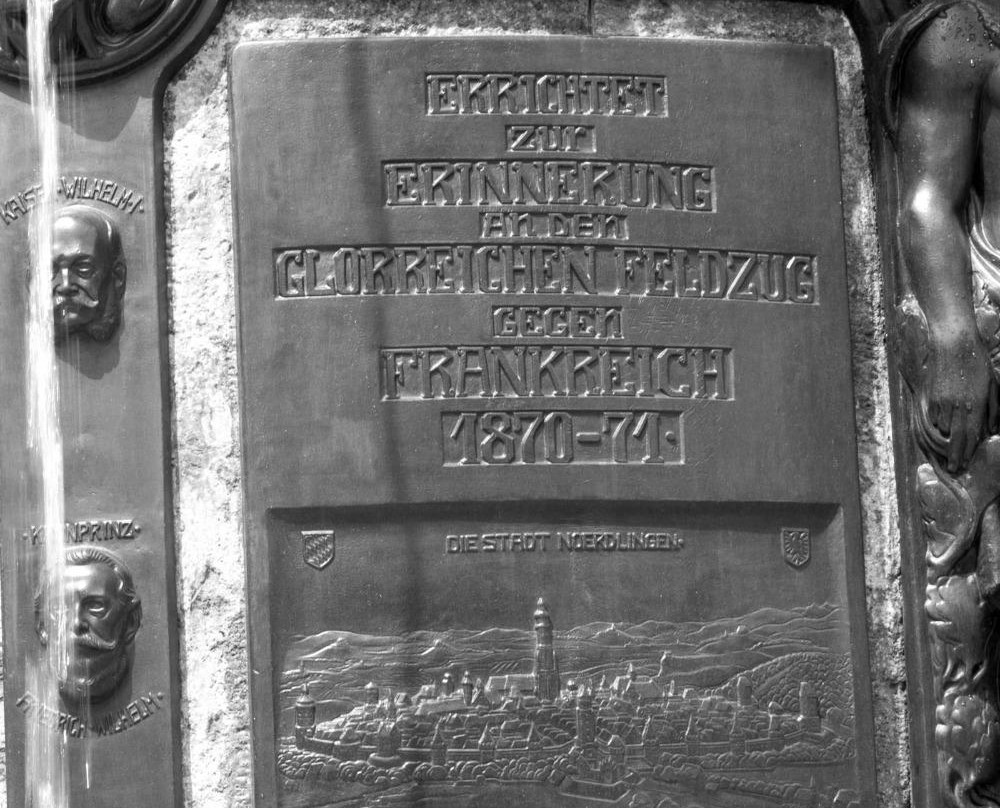 KAISER·WILHELM·I·
·KRONPRINZ·
FRIEDRICH·WILHELM·
ERRICHTET
zur
ERINNERUNG
an den
GLORREICHEN FELDZUG
GEGEN
FRANKREICH
1870-71·
DIE STADT NOERDLINGEN·